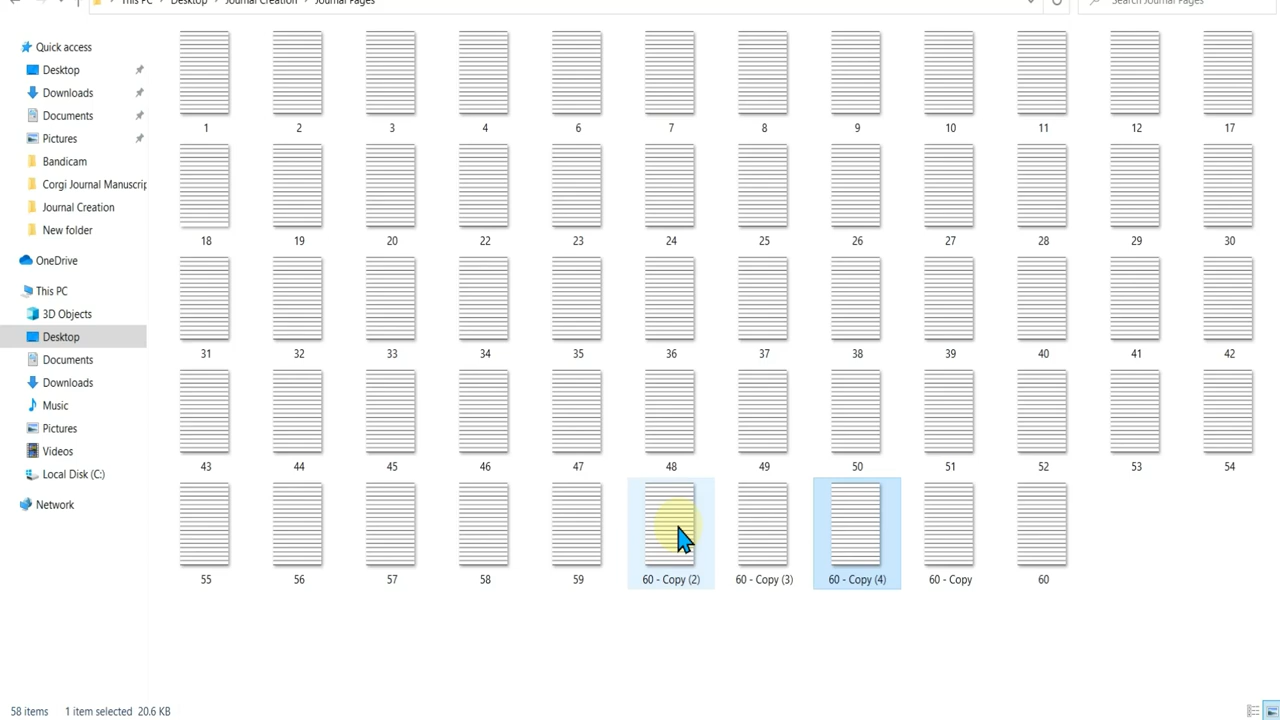 This PC Desktop Journal Creation Journal Pages Search Journal Pages
Quick access
Desktop
Downloads
Documents
Pictures
Bandicam
Corgi Journal Manuscrip
Journal Creation
New folder
OneDrive
This PC
3D Objects
Desktop
Documents
Downloads
Music
Pictures
Videos
Local Disk (C:)
Network
1 2 3 4 6 7 8 9 10 11 12 17
18 19 20 22 23 24 25 26 27 28 29 30
31 32 33 34 35 36 37 38 39 40 41 42
43 44 45 46 47 48 49 50 51 52 53 54
55 56 57 58 59 60 - Copy (2) 60 - Copy (3) 60 - Copy (4) 60 - Copy 60
58 items 1 item selected 20.6 KB